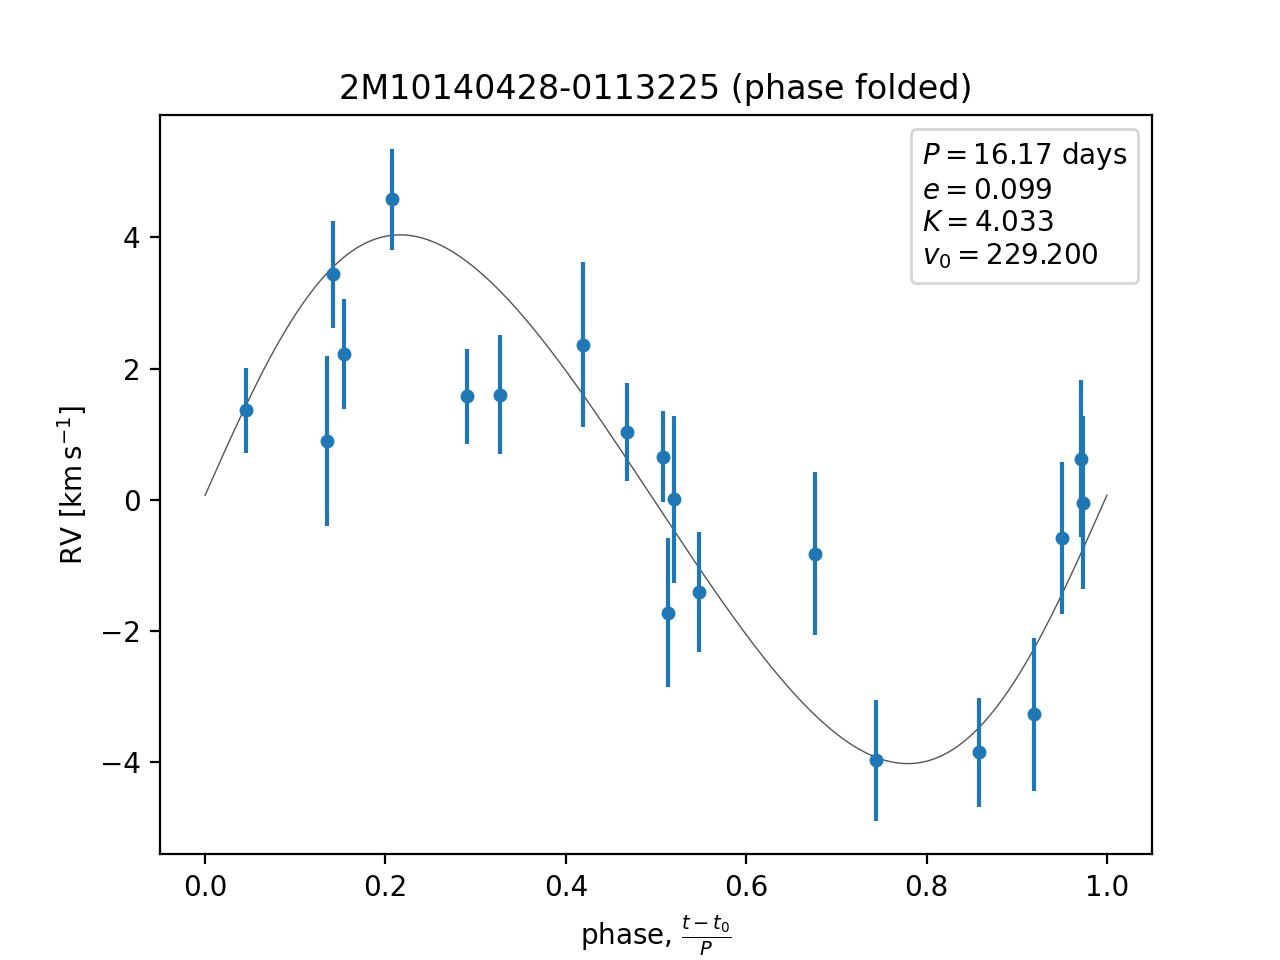 2M10140428-0113225 (phase folded)
P = 16.17 days
e = 0.099
K = 4.033
v₀ = 229.200
RV [km s⁻¹]
4
2
0
−2
−4
0.0 0.2 0.4 0.6 0.8 1.0
phase, (t − t₀)/P